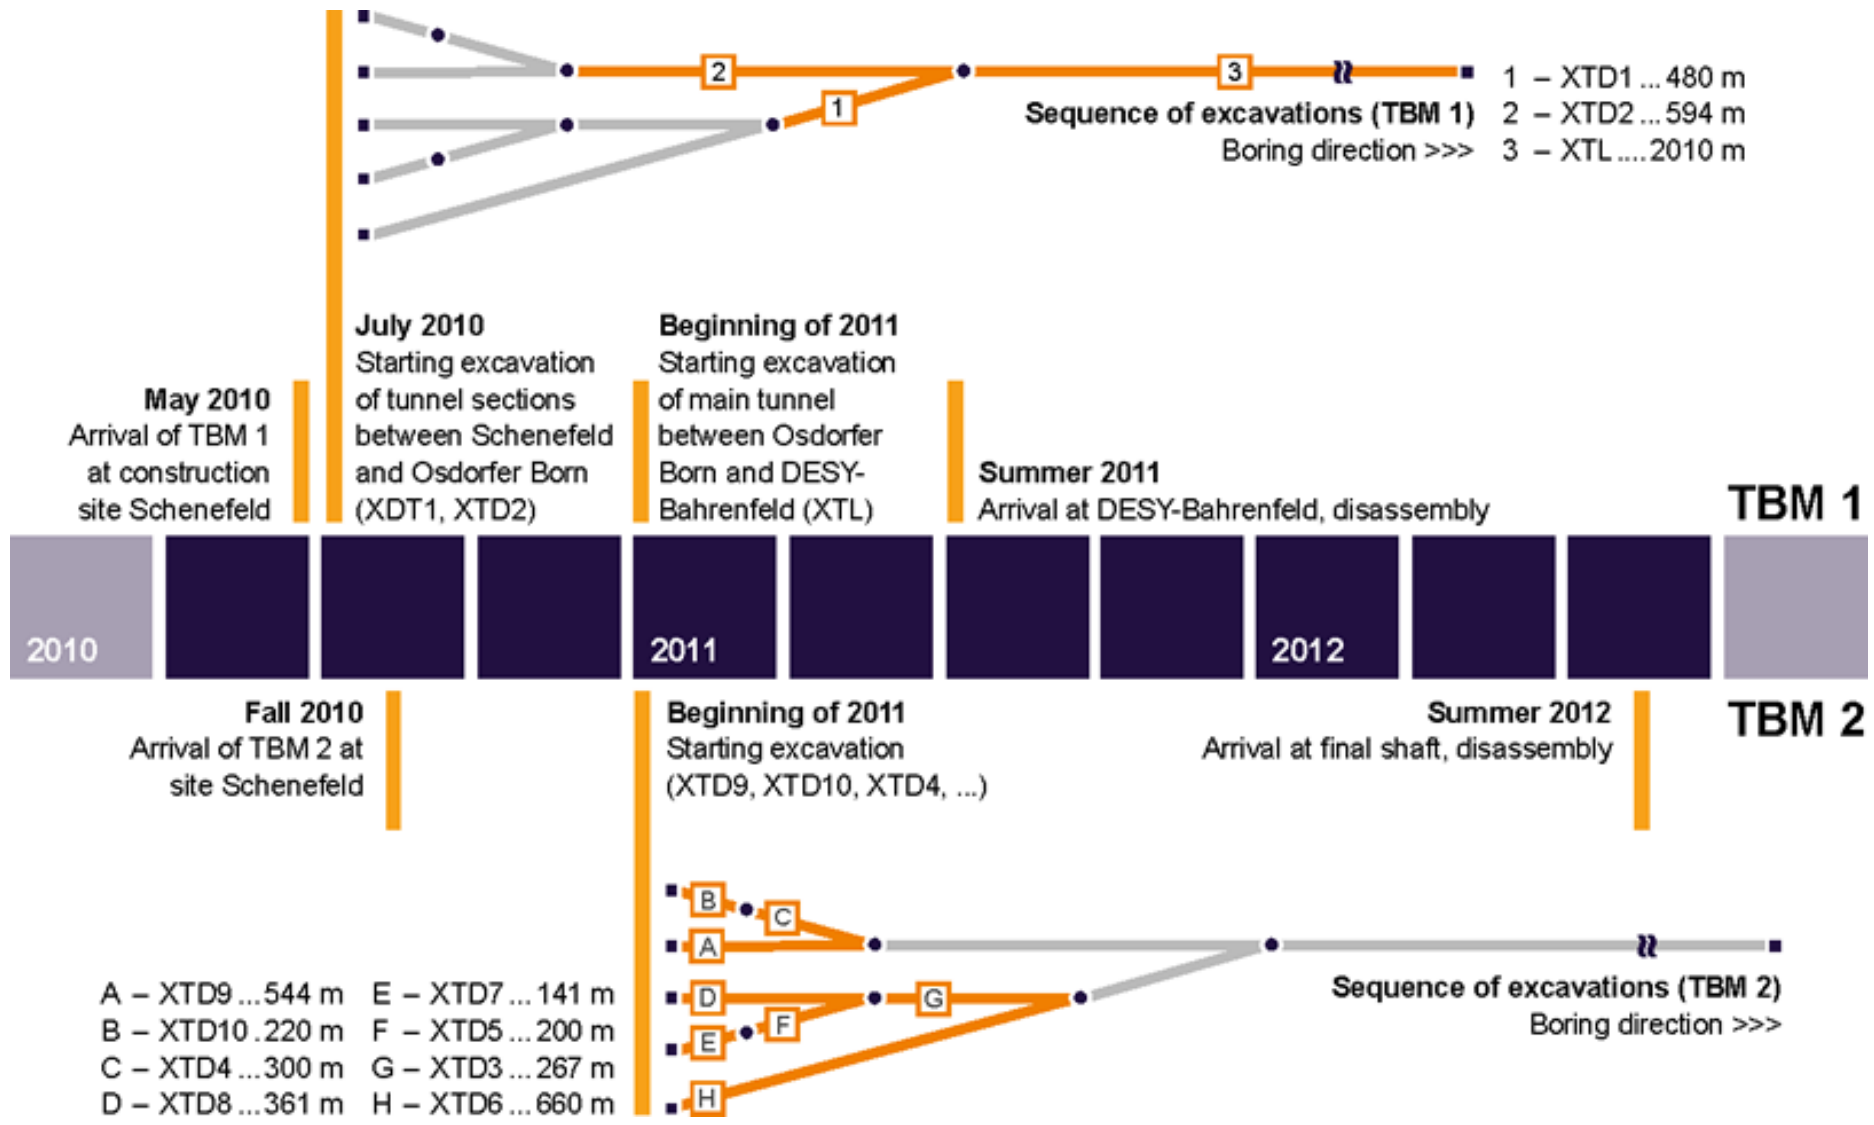 2
3
1
1 – XTD1 ... 480 m
Sequence of excavations (TBM 1)
2 – XTD2 ... 594 m
Boring direction >>>
3 – XTL .... 2010 m
May 2010
Arrival of TBM 1
at construction
site Schenefeld
July 2010
Starting excavation
of tunnel sections
between Schenefeld
and Osdorfer Born
(XDT1, XTD2)
Beginning of 2011
Starting excavation
of main tunnel
between Osdorfer
Born and DESY-
Bahrenfeld (XTL)
Summer 2011
Arrival at DESY-Bahrenfeld, disassembly
TBM 1
2010
2011
2012
Fall 2010
Arrival of TBM 2 at
site Schenefeld
Beginning of 2011
Starting excavation
(XTD9, XTD10, XTD4, ...)
Summer 2012
Arrival at final shaft, disassembly
TBM 2
B
C
A
D
G
F
E
H
A – XTD9 ... 544 m E – XTD7 ... 141 m
B – XTD10 . 220 m F – XTD5 ... 200 m
C – XTD4 ... 300 m G – XTD3 ... 267 m
D – XTD8 ... 361 m H – XTD6 ... 660 m
Sequence of excavations (TBM 2)
Boring direction >>>